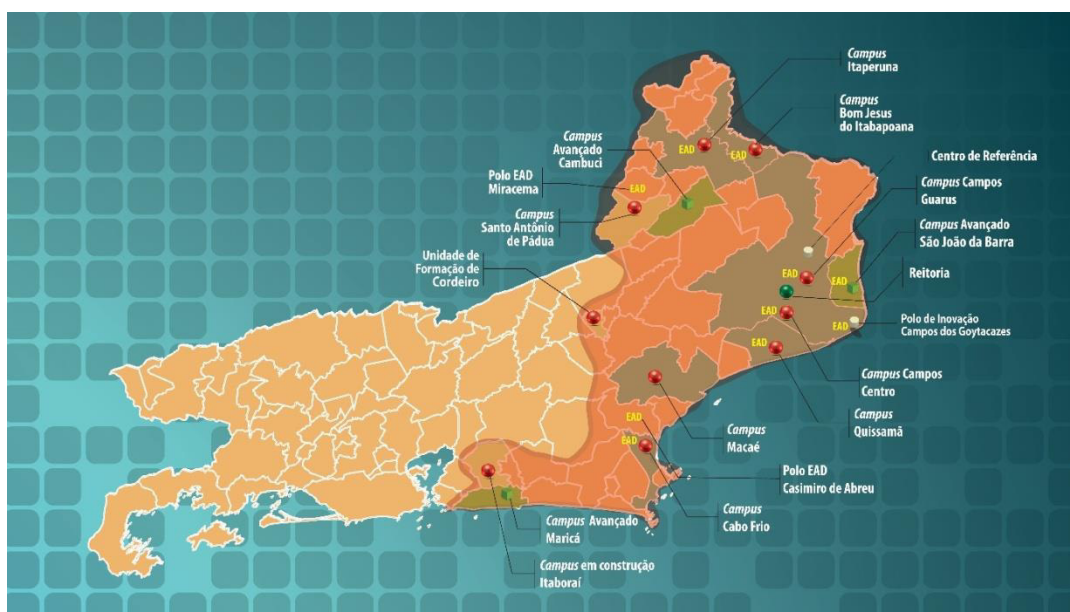 Campus
Itaperuna
Campus
Bom Jesus
do Itabapoana
Campus
Avançado
Cambuci
Centro de Referência
Polo EAD
Miracema
Campus Campos
Guarus
Campus
Santo Antônio
de Pádua
Campus Avançado
São João da Barra
Unidade de
Formação de
Cordeiro
Reitoria
Polo de Inovação
Campos dos Goytacazes
Campus Campos
Centro
Campus
Quissamã
Campus
Macaé
Polo EAD
Casimiro de Abreu
Campus
Cabo Frio
Campus Avançado
Maricá
Campus em construção
Itaboraí
EAD
EAD
EAD
EAD
EAD
EAD
EAD
EAD
EAD
EAD